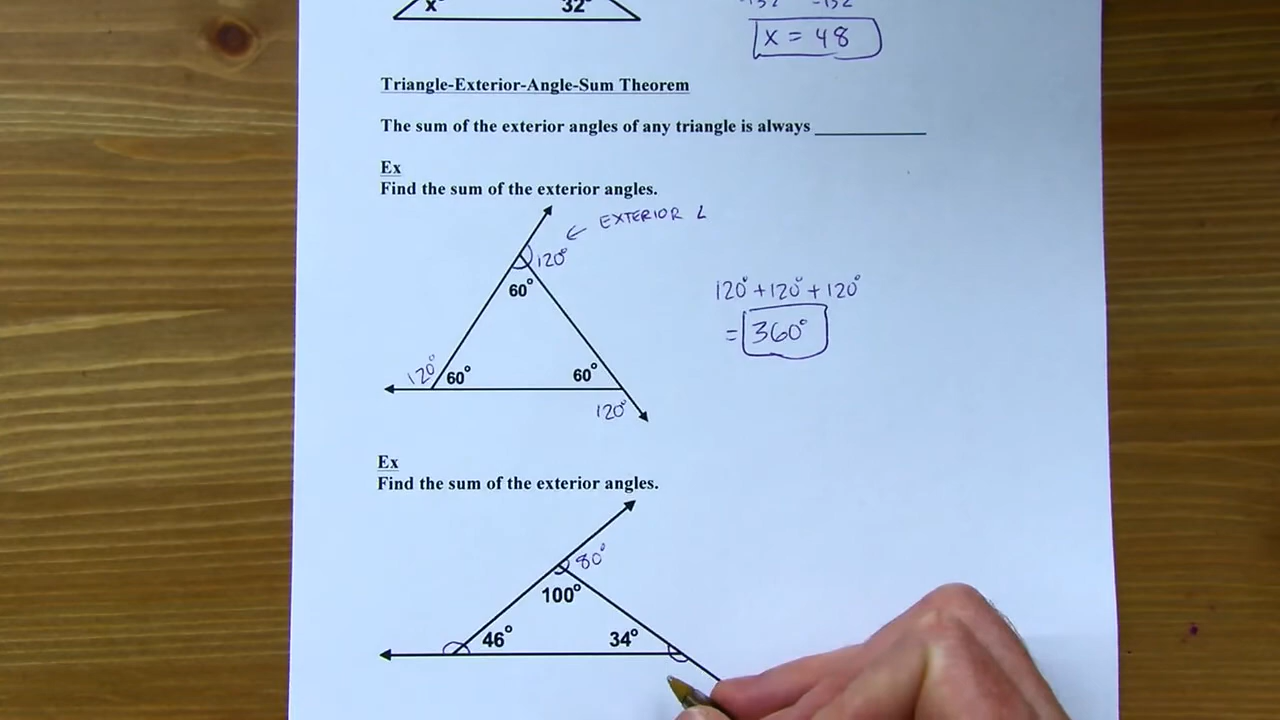 x° 32°
x = 48
Triangle-Exterior-Angle-Sum Theorem
The sum of the exterior angles of any triangle is always ____________
Ex
Find the sum of the exterior angles.
EXTERIOR ∠
120°
60°
120° + 120° + 120°
= 360°
120° 60° 60°
120°
Ex
Find the sum of the exterior angles.
80°
100°
46° 34°